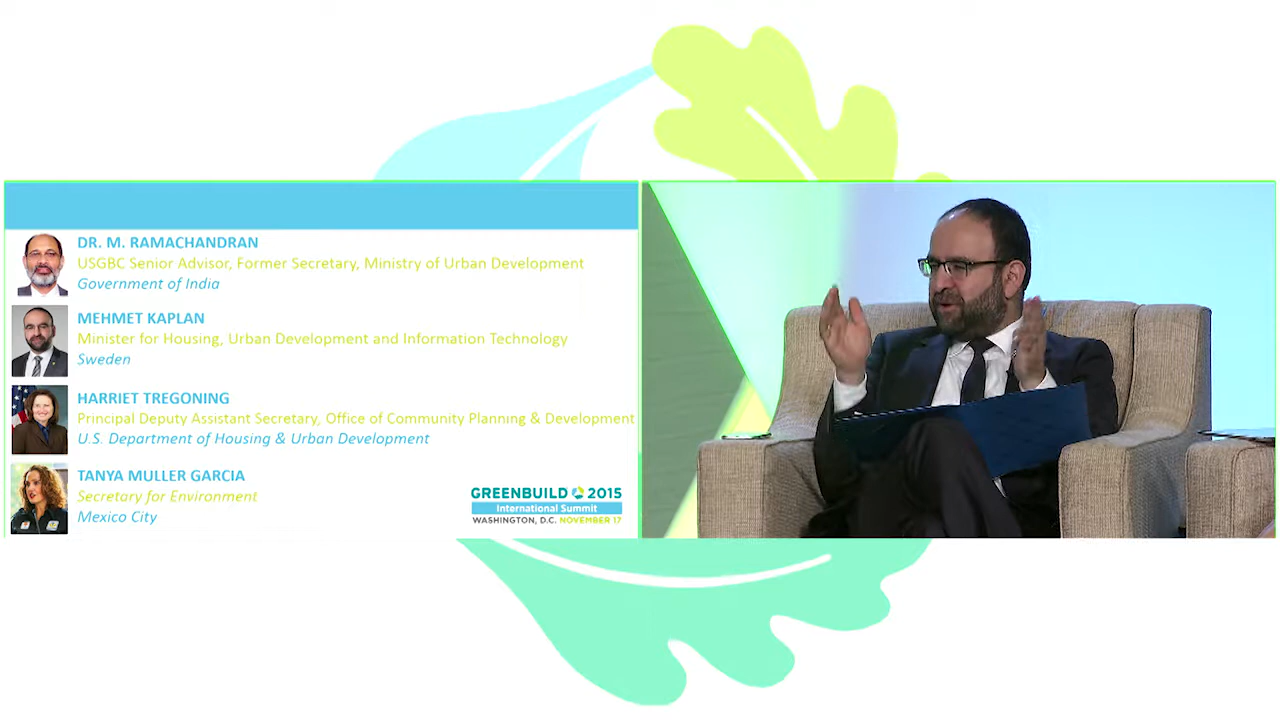 DR. M. RAMACHANDRAN
USGBC Senior Advisor, Former Secretary, Ministry of Urban Development
Government of India
MEHMET KAPLAN
Minister for Housing, Urban Development and Information Technology
Sweden
HARRIET TREGONING
Principal Deputy Assistant Secretary, Office of Community Planning & Development
U.S. Department of Housing & Urban Development
TANYA MULLER GARCIA
Secretary for Environment
Mexico City
GREENBUILD 2015
International Summit
WASHINGTON, D.C. NOVEMBER 17